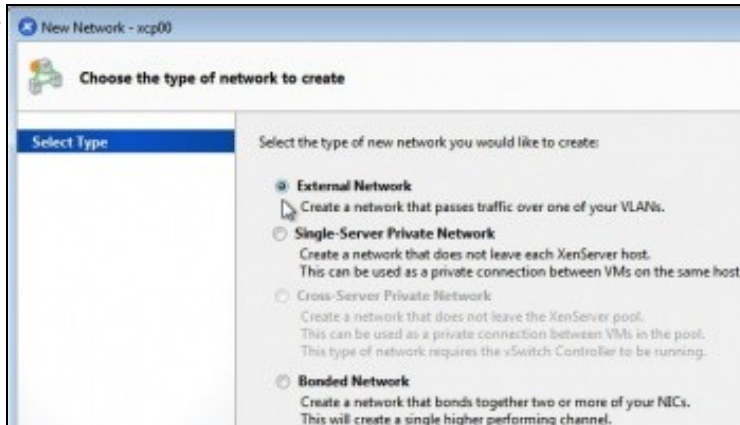 New Network - xcp00
Choose the type of network to create
Select Type
Select the type of new network you would like to create:
External Network
Create a network that passes traffic over one of your VLANs.
Single-Server Private Network
Create a network that does not leave each XenServer host.
This can be used as a private connection between VMs on the same host
Cross-Server Private Network
Create a network that does not leave the XenServer pool.
This can be used as a private connection between VMs in the pool.
This type of network requires the vSwitch Controller to be running.
Bonded Network
Create a network that bonds together two or more of your NICs.
This will create a single higher performing channel.